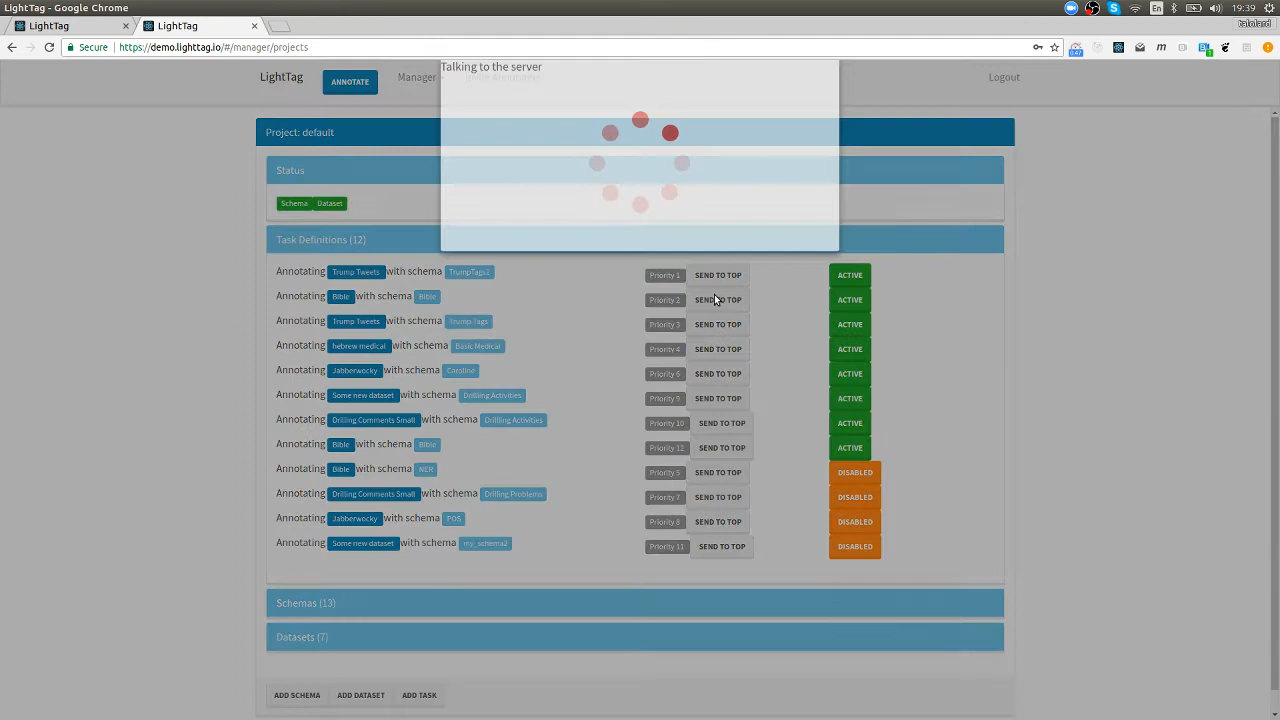 LightTag - Google Chrome
En
19:39
LightTag
LightTag
talolard
Secure
https://demo.lighttag.io/#/manager/projects
0.47
1
m
LightTag
ANNOTATE
Manager
Talking to the server
Logout
Project: default
Status
Schema
Dataset
Task Definitions (12)
Annotating Trump Tweets with schema TrumpTags2 Priority 1 SEND TO TOP ACTIVE
Annotating Bible with schema Bible Priority 2 SEND TO TOP ACTIVE
Annotating Trump Tweets with schema Trump Tags Priority 3 SEND TO TOP ACTIVE
Annotating hebrew medical with schema Basic Medical Priority 4 SEND TO TOP ACTIVE
Annotating Jabberwocky with schema Caroline Priority 6 SEND TO TOP ACTIVE
Annotating Some new dataset with schema Drilling Activities Priority 9 SEND TO TOP ACTIVE
Annotating Drilling Comments Small with schema Drillling Activities Priority 10 SEND TO TOP ACTIVE
Annotating Bible with schema Bible Priority 12 SEND TO TOP ACTIVE
Annotating Bible with schema NER Priority 5 SEND TO TOP DISABLED
Annotating Drilling Comments Small with schema Drilling Problems Priority 7 SEND TO TOP DISABLED
Annotating Jabberwocky with schema POS Priority 8 SEND TO TOP DISABLED
Annotating Some new dataset with schema my_schema2 Priority 11 SEND TO TOP DISABLED
Schemas (13)
Datasets (7)
ADD SCHEMA
ADD DATASET
ADD TASK